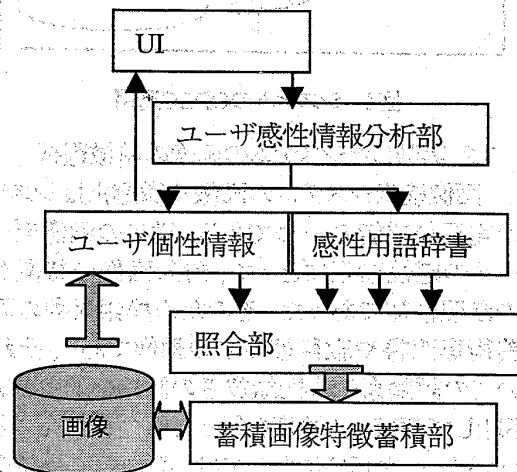 UI
ユーザ感性情報分析部
ユーザ個性情報
感性用語辞書
照合部
画像
蓄積画像特徴蓄積部